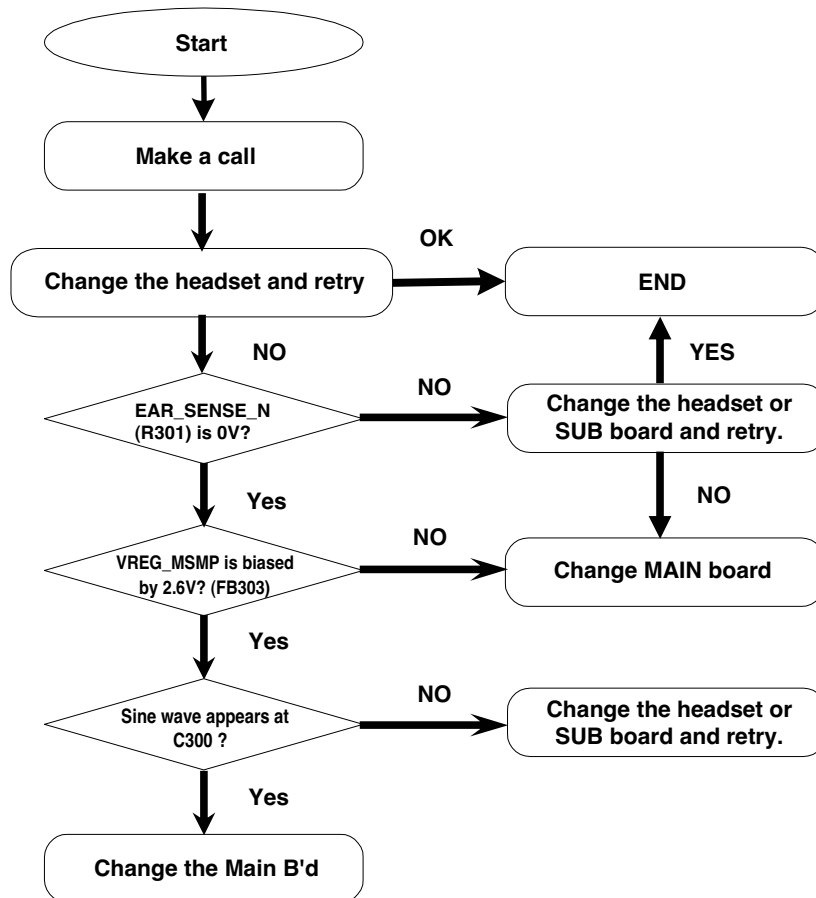 Start
Make a call
OK
Change the headset and retry
END
NO
YES
EAR_SENSE_N
(R301) is 0V?
NO
Change the headset or
SUB board and retry.
Yes
NO
VREG_MSMP is biased
by 2.6V? (FB303)
NO
Change MAIN board
Yes
Sine wave appears at
C300 ?
NO
Change the headset or
SUB board and retry.
Yes
Change the Main B'd